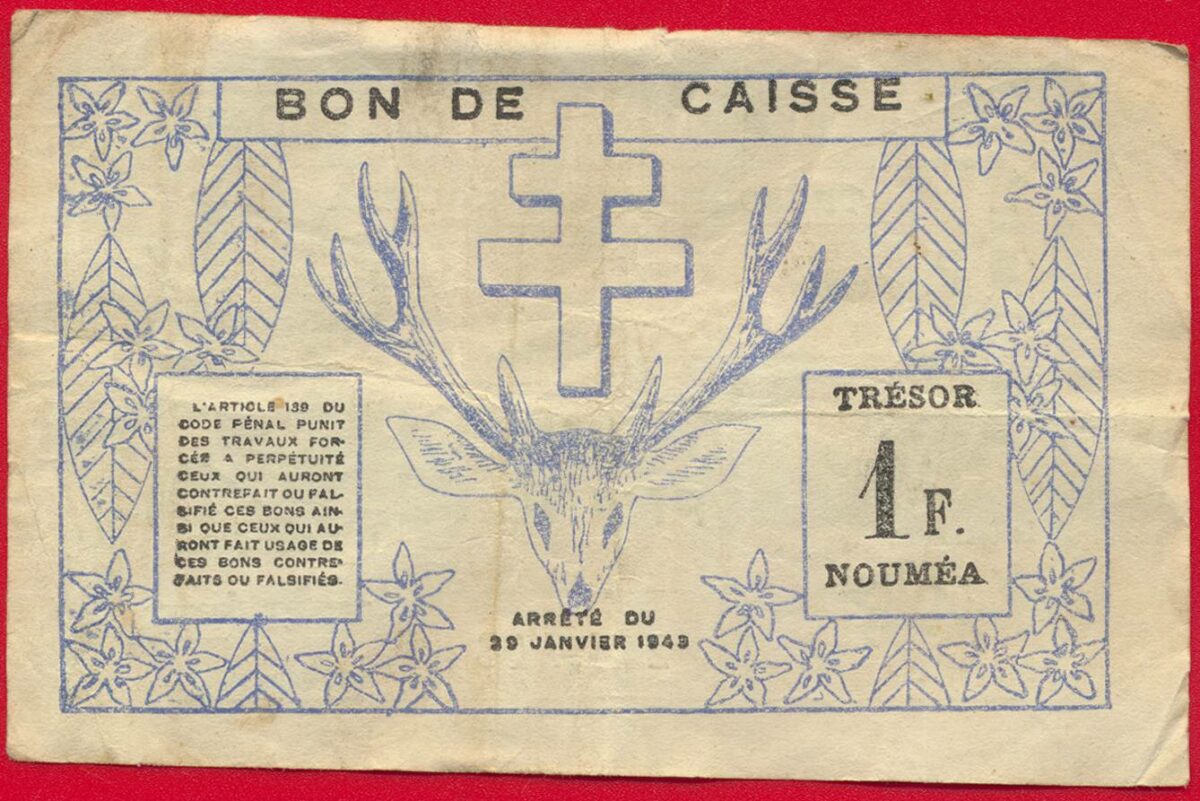 BON DE CAISSE
L'ARTICLE 139 DU
CODE PÉNAL PUNIT
DES TRAVAUX FOR-
CÉS A PERPÉTUITÉ
CEUX QUI AURONT
CONTREFAIT OU FAL-
SIFIÉ CES BONS AIN-
SI QUE CEUX QUI AU-
RONT FAIT USAGE DE
CES BONS CONTRE-
FAITS OU FALSIFIÉS.
TRÉSOR
1 F.
NOUMÉA
ARRÊTÉ DU
29 JANVIER 1943